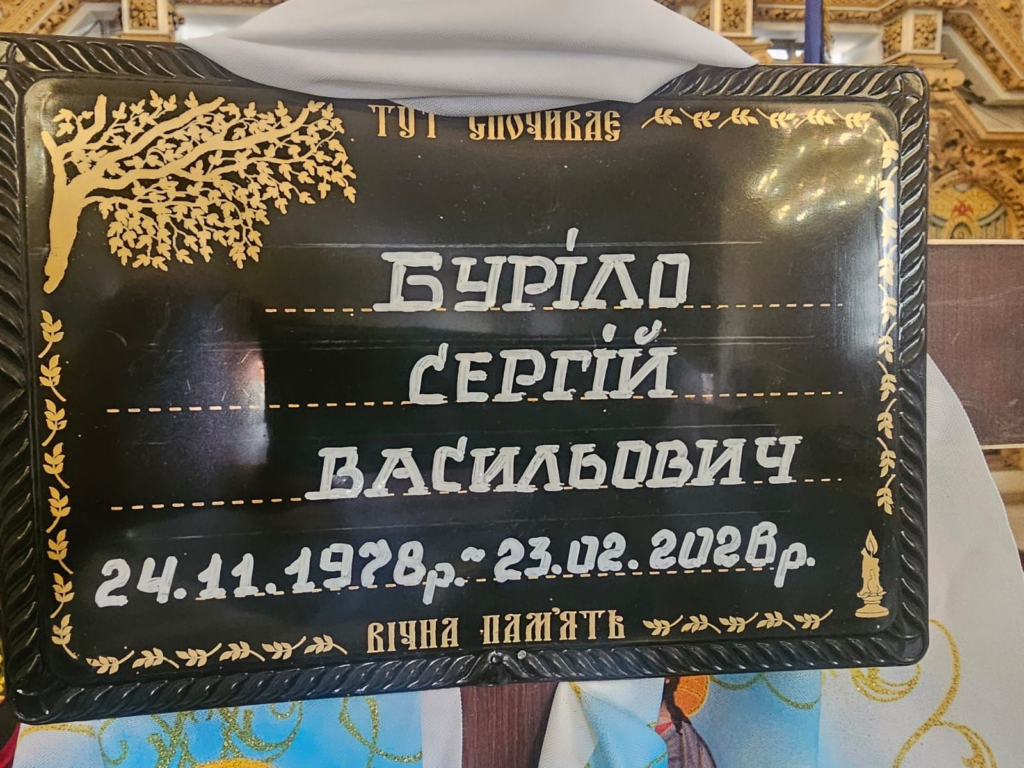 ТУТ СПОЧИВАЄ
БУРІЛО
СЕРГІЙ
ВАСИЛЬОВИЧ
24.11.1978р.~23.02.2026р.
ВІЧНА ПАМ'ЯТЬ